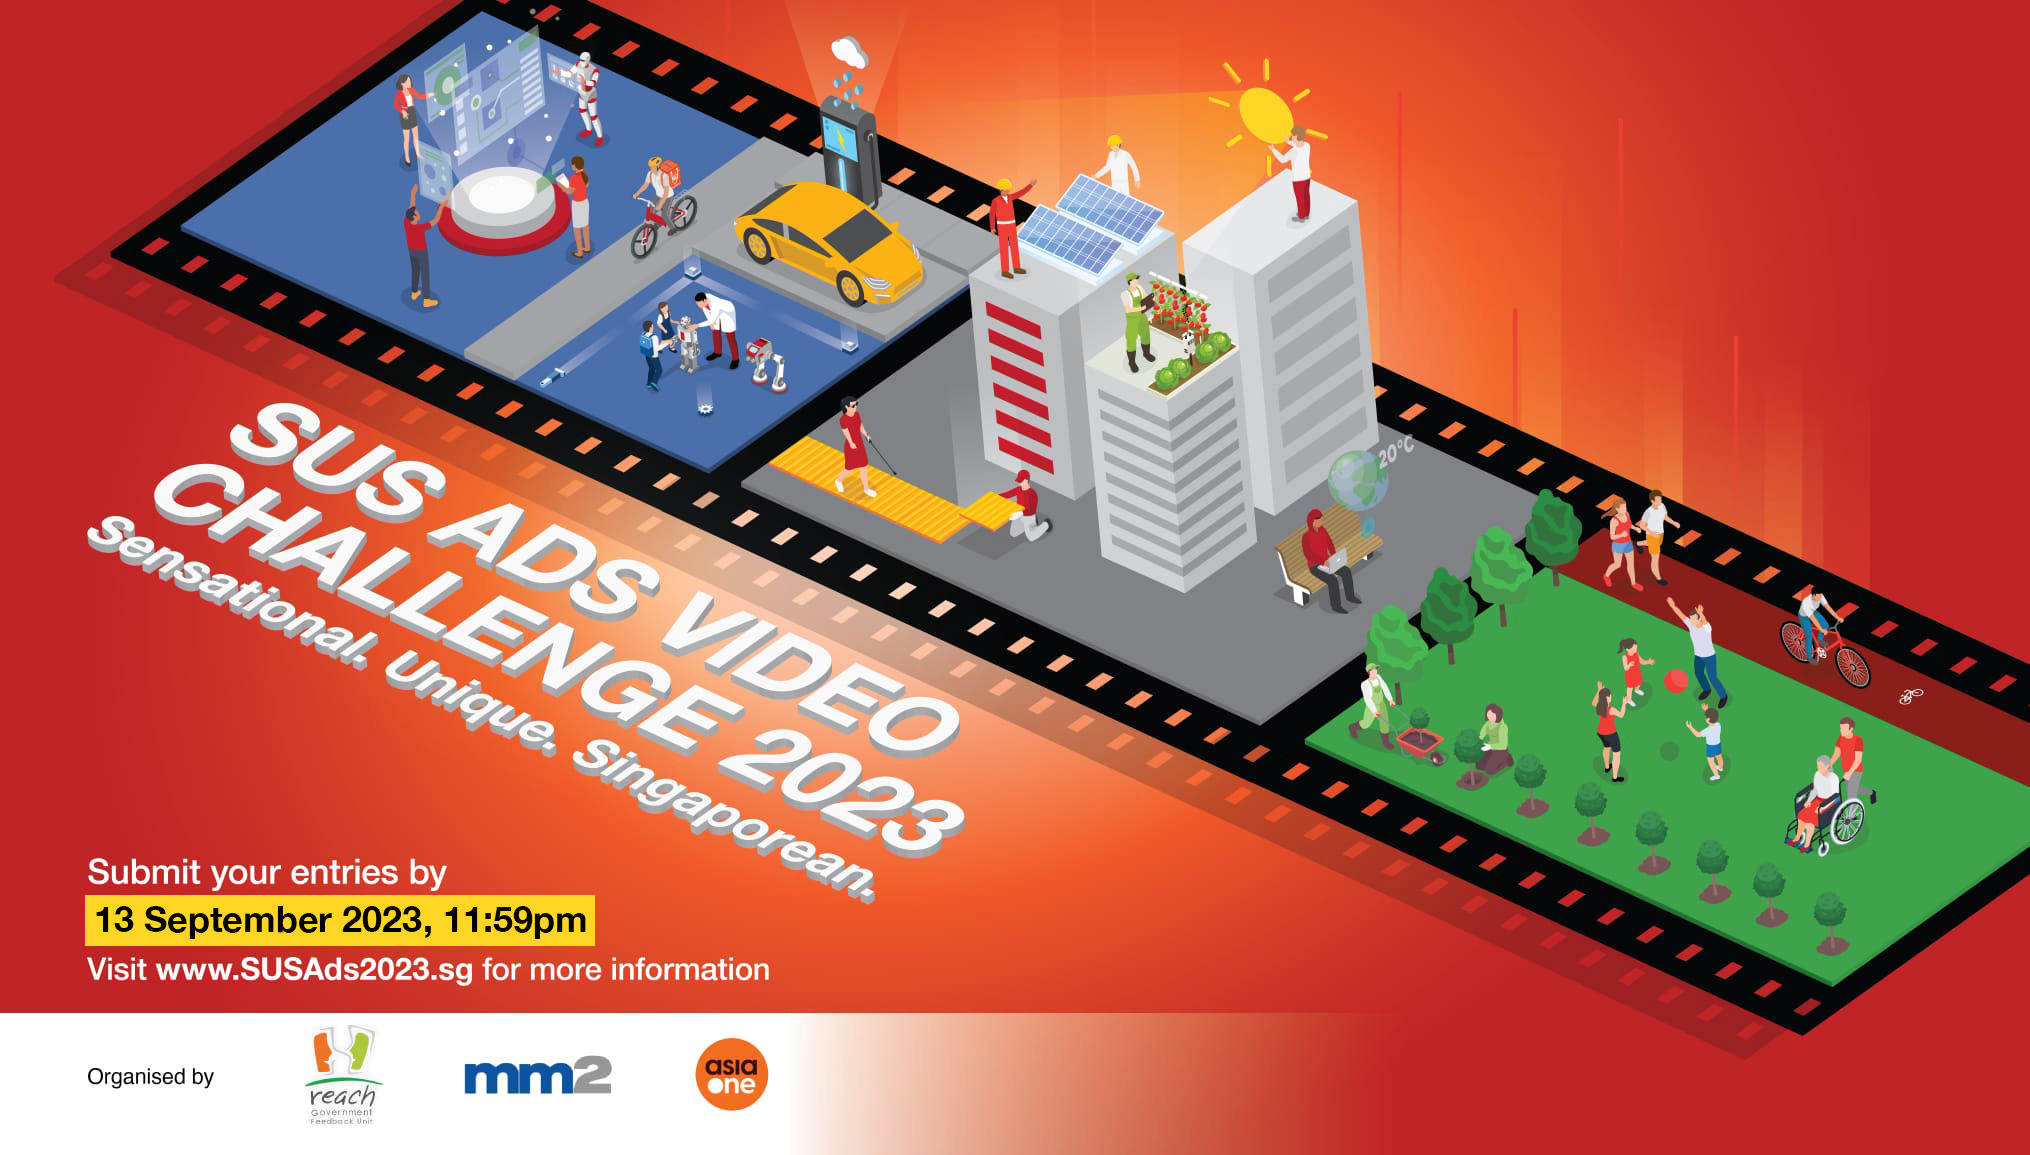 20°C
SUS ADS VIDEO
CHALLENGE 2023
Sensational. Unique. Singaporean.
Submit your entries by
13 September 2023, 11:59pm
Visit www.SUSAds2023.sg for more information
Organised by
reach
Government
Feedback Unit
mm2
asia
one